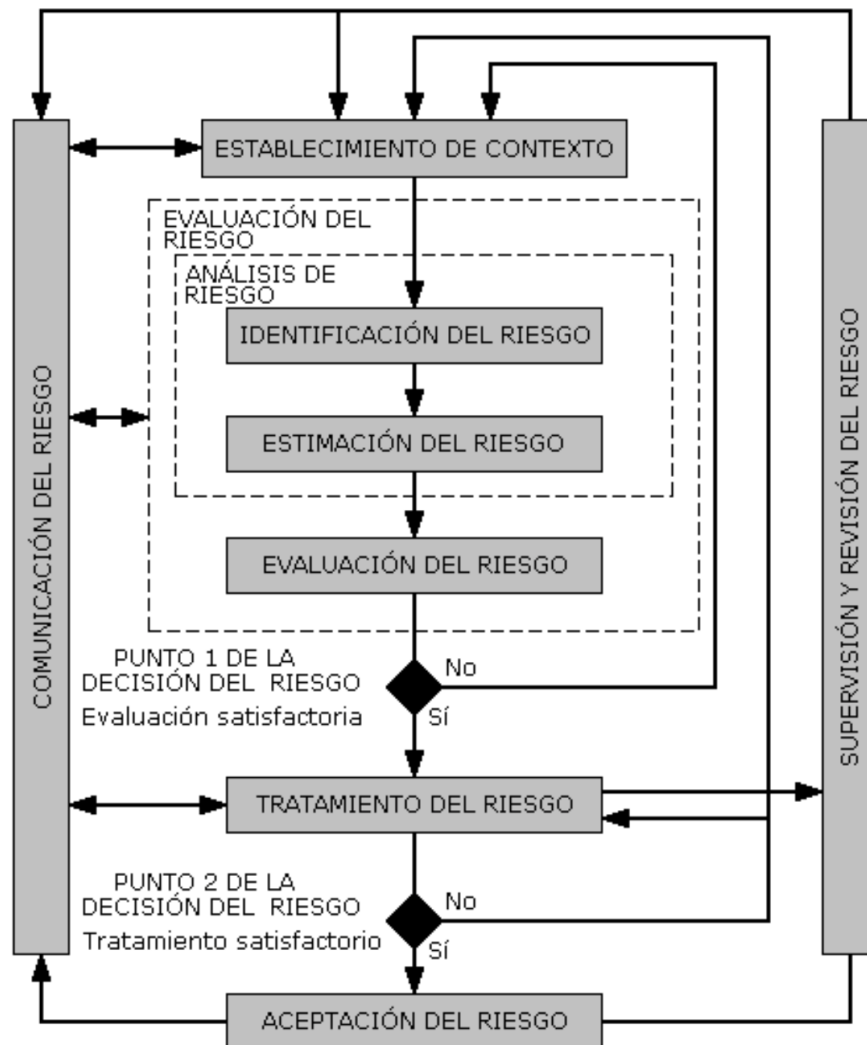 ESTABLECIMIENTO DE CONTEXTO
EVALUACIÓN DEL
RIESGO
ANÁLISIS DE
RIESGO
IDENTIFICACIÓN DEL RIESGO
ESTIMACIÓN DEL RIESGO
EVALUACIÓN DEL RIESGO
COMUNICACIÓN DEL RIESGO
SUPERVISIÓN Y REVISIÓN DEL RIESGO
PUNTO 1 DE LA
DECISIÓN DEL RIESGO
Evaluación satisfactoria
No
Sí
TRATAMIENTO DEL RIESGO
PUNTO 2 DE LA
DECISIÓN DEL RIESGO
Tratamiento satisfactorio
No
Sí
ACEPTACIÓN DEL RIESGO